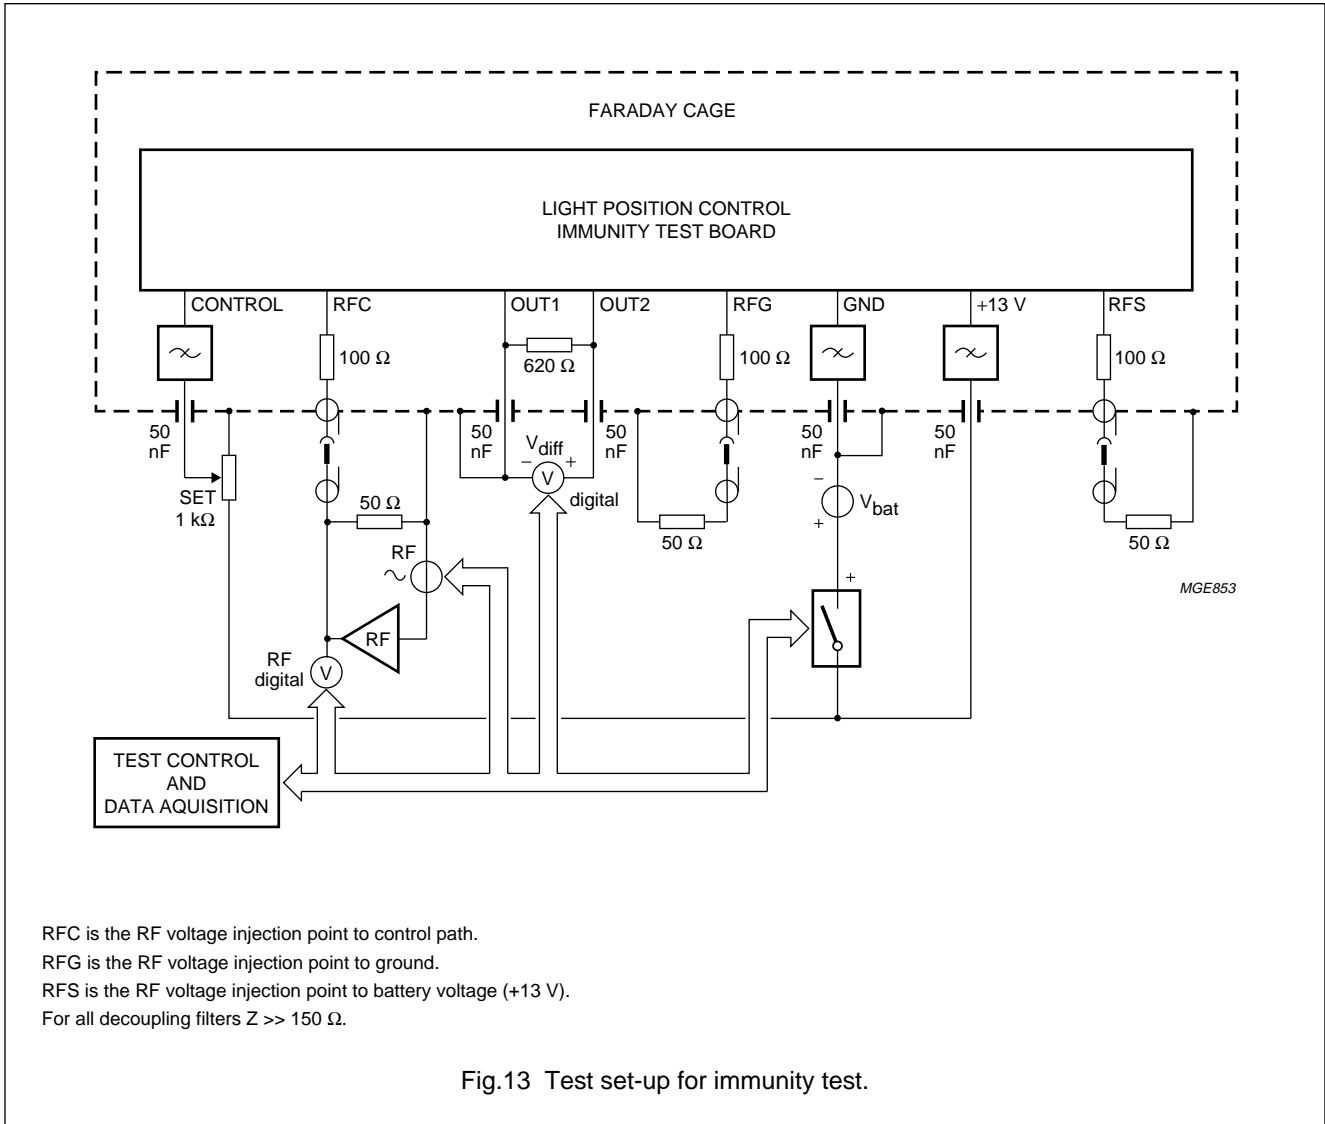 FARADAY CAGE
LIGHT POSITION CONTROL
IMMUNITY TEST BOARD
CONTROL
RFC
OUT1
OUT2
RFG
GND
+13 V
RFS
100 Ω
620 Ω
100 Ω
100 Ω
50
nF
50
nF
Vdiff
− +
V
digital
50
nF
50
nF
50
nF
SET
1 kΩ
50 Ω
50 Ω
−
Vbat
+
50 Ω
RF
+
RF
RF
digital
V
MGE853
TEST CONTROL
AND
DATA AQUISITION
RFC is the RF voltage injection point to control path.
RFG is the RF voltage injection point to ground.
RFS is the RF voltage injection point to battery voltage (+13 V).
For all decoupling filters Z >> 150 Ω.
Fig.13 Test set-up for immunity test.